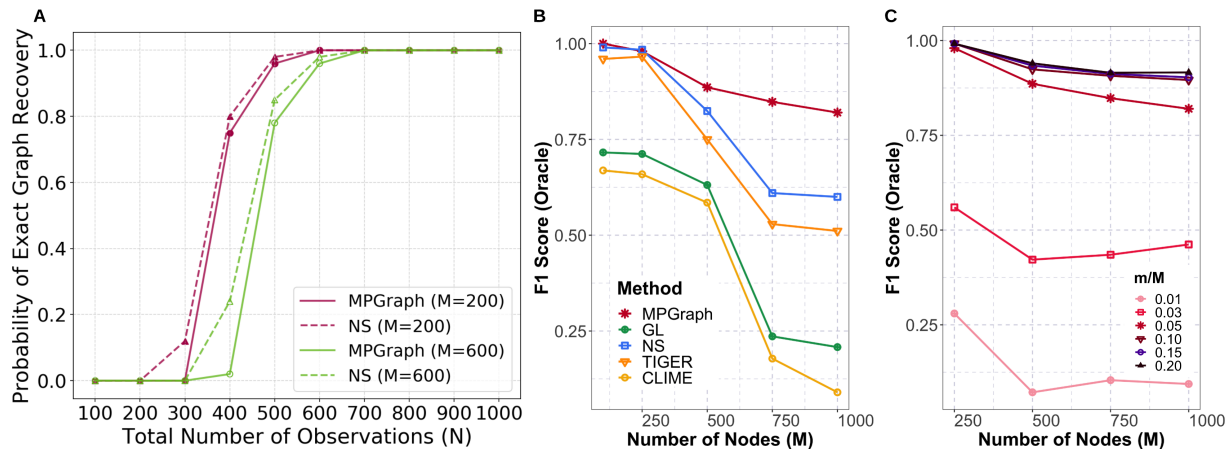 A
Probability of Exact Graph Recovery
1.0
0.8
0.6
0.4
0.2
0.0
MPGraph (M=200)
NS (M=200)
MPGraph (M=600)
NS (M=600)
100 200 300 400 500 600 700 800 900 1000
Total Number of Observations (N)
B
F1 Score (Oracle)
1.00
0.75
0.50
0.25
Method
MPGraph
GL
NS
TIGER
CLIME
250 500 750 1000
Number of Nodes (M)
C
F1 Score (Oracle)
1.00
0.75
0.50
0.25
m/M
0.01
0.03
0.05
0.10
0.15
0.20
250 500 750 1000
Number of Nodes (M)